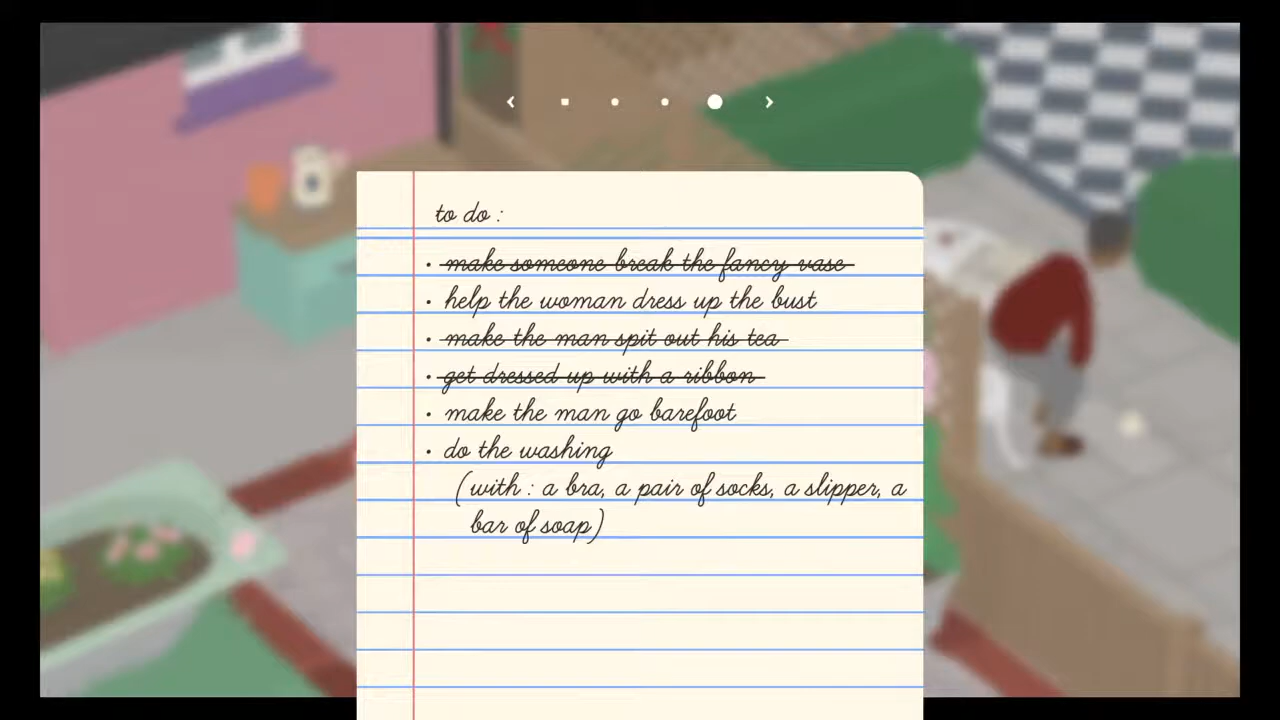 to do :
• make someone break the fancy vase
• help the woman dress up the bust
• make the man spit out his tea
• get dressed up with a ribbon
• make the man go barefoot
• do the washing
(with : a bra, a pair of socks, a slipper, a
bar of soap)